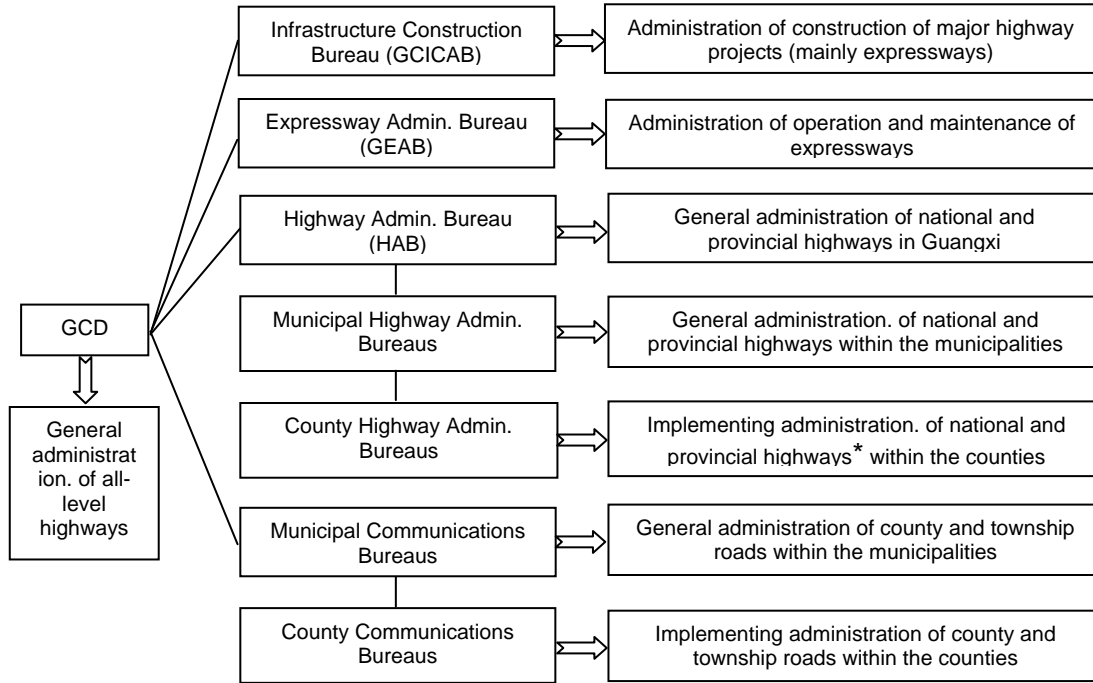 Infrastructure Construction
Bureau (GCICAB)
Administration of construction of major highway
projects (mainly expressways)
Expressway Admin. Bureau
(GEAB)
Administration of operation and maintenance of
expressways
Highway Admin. Bureau
(HAB)
General administration of national and
provincial highways in Guangxi
GCD
General
administrat
ion. of all-
level
highways
Municipal Highway Admin.
Bureaus
General administration. of national and
provincial highways within the municipalities
County Highway Admin.
Bureaus
Implementing administration. of national and
provincial highways* within the counties
Municipal Communications
Bureaus
General administration of county and township
roads within the municipalities
County Communications
Bureaus
Implementing administration of county and
township roads within the counties